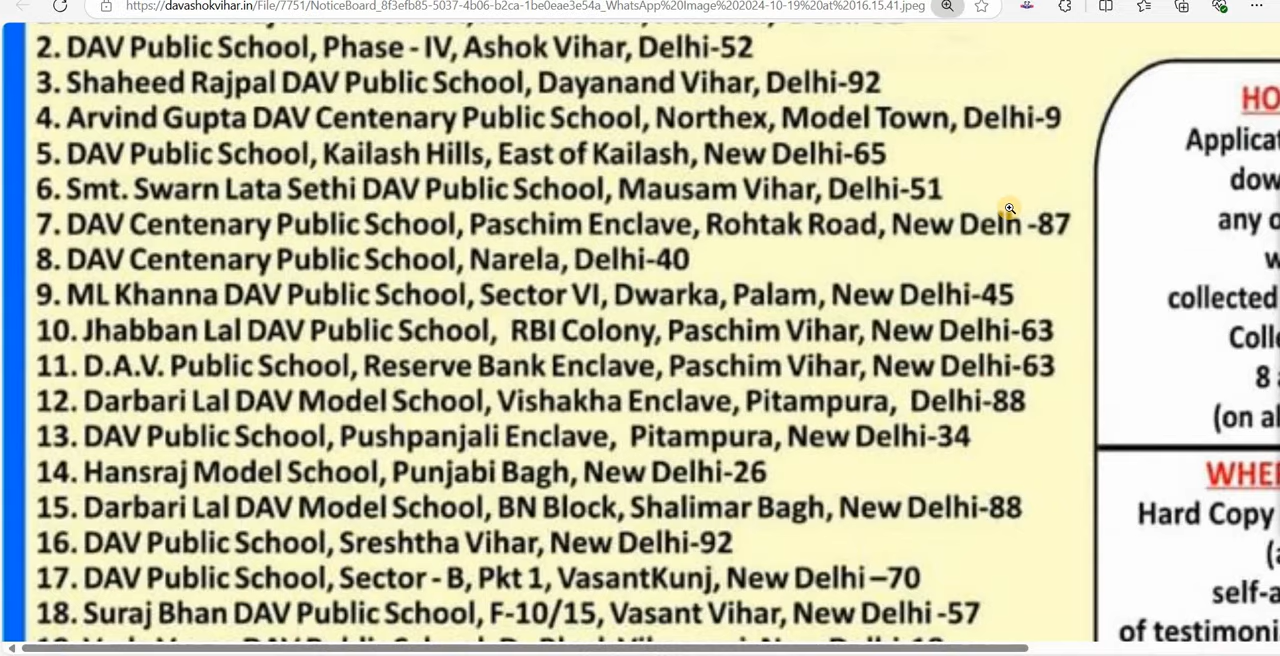 https://davashokvihar.in/File/7751/NoticeBoard_8f3efb85-5037-4b06-b2ca-1be0eae3e54a_WhatsApp%20Image%202024-10-19%20at%2016.15.41.jpeg
2. DAV Public School, Phase - IV, Ashok Vihar, Delhi-52
3. Shaheed Rajpal DAV Public School, Dayanand Vihar, Delhi-92
4. Arvind Gupta DAV Centenary Public School, Northex, Model Town, Delhi-9
5. DAV Public School, Kailash Hills, East of Kailash, New Delhi-65
6. Smt. Swarn Lata Sethi DAV Public School, Mausam Vihar, Delhi-51
7. DAV Centenary Public School, Paschim Enclave, Rohtak Road, New -87
8. DAV Centenary Public School, Narela, Delhi-40
9. ML Khanna DAV Public School, Sector VI, Dwarka, Palam, New Delhi-45
10. Jhabban Lal DAV Public School, RBI Colony, Paschim Vihar, New Delhi-63
11. D.A.V. Public School, Reserve Bank Enclave, Paschim Vihar, New Delhi-63
12. Darbari Lal DAV Model School, Vishakha Enclave, Pitampura, Delhi-88
13. DAV Public School, Pushpanjali Enclave, Pitampura, New Delhi-34
14. Hansraj Model School, Punjabi Bagh, New Delhi-26
15. Darbari Lal DAV Model School, BN Block, Shalimar Bagh, New Delhi-88
16. DAV Public School, Sreshtha Vihar, New Delhi-92
17. DAV Public School, Sector - B, Pkt 1, VasantKunj, New Delhi –70
18. Suraj Bhan DAV Public School, F-10/15, Vasant Vihar, New Delhi -57
HO
Applicat
dow
any o
w
collected
Colle
8 a
(on an
WHE
Hard Copy
(a
self-a
of testimoni